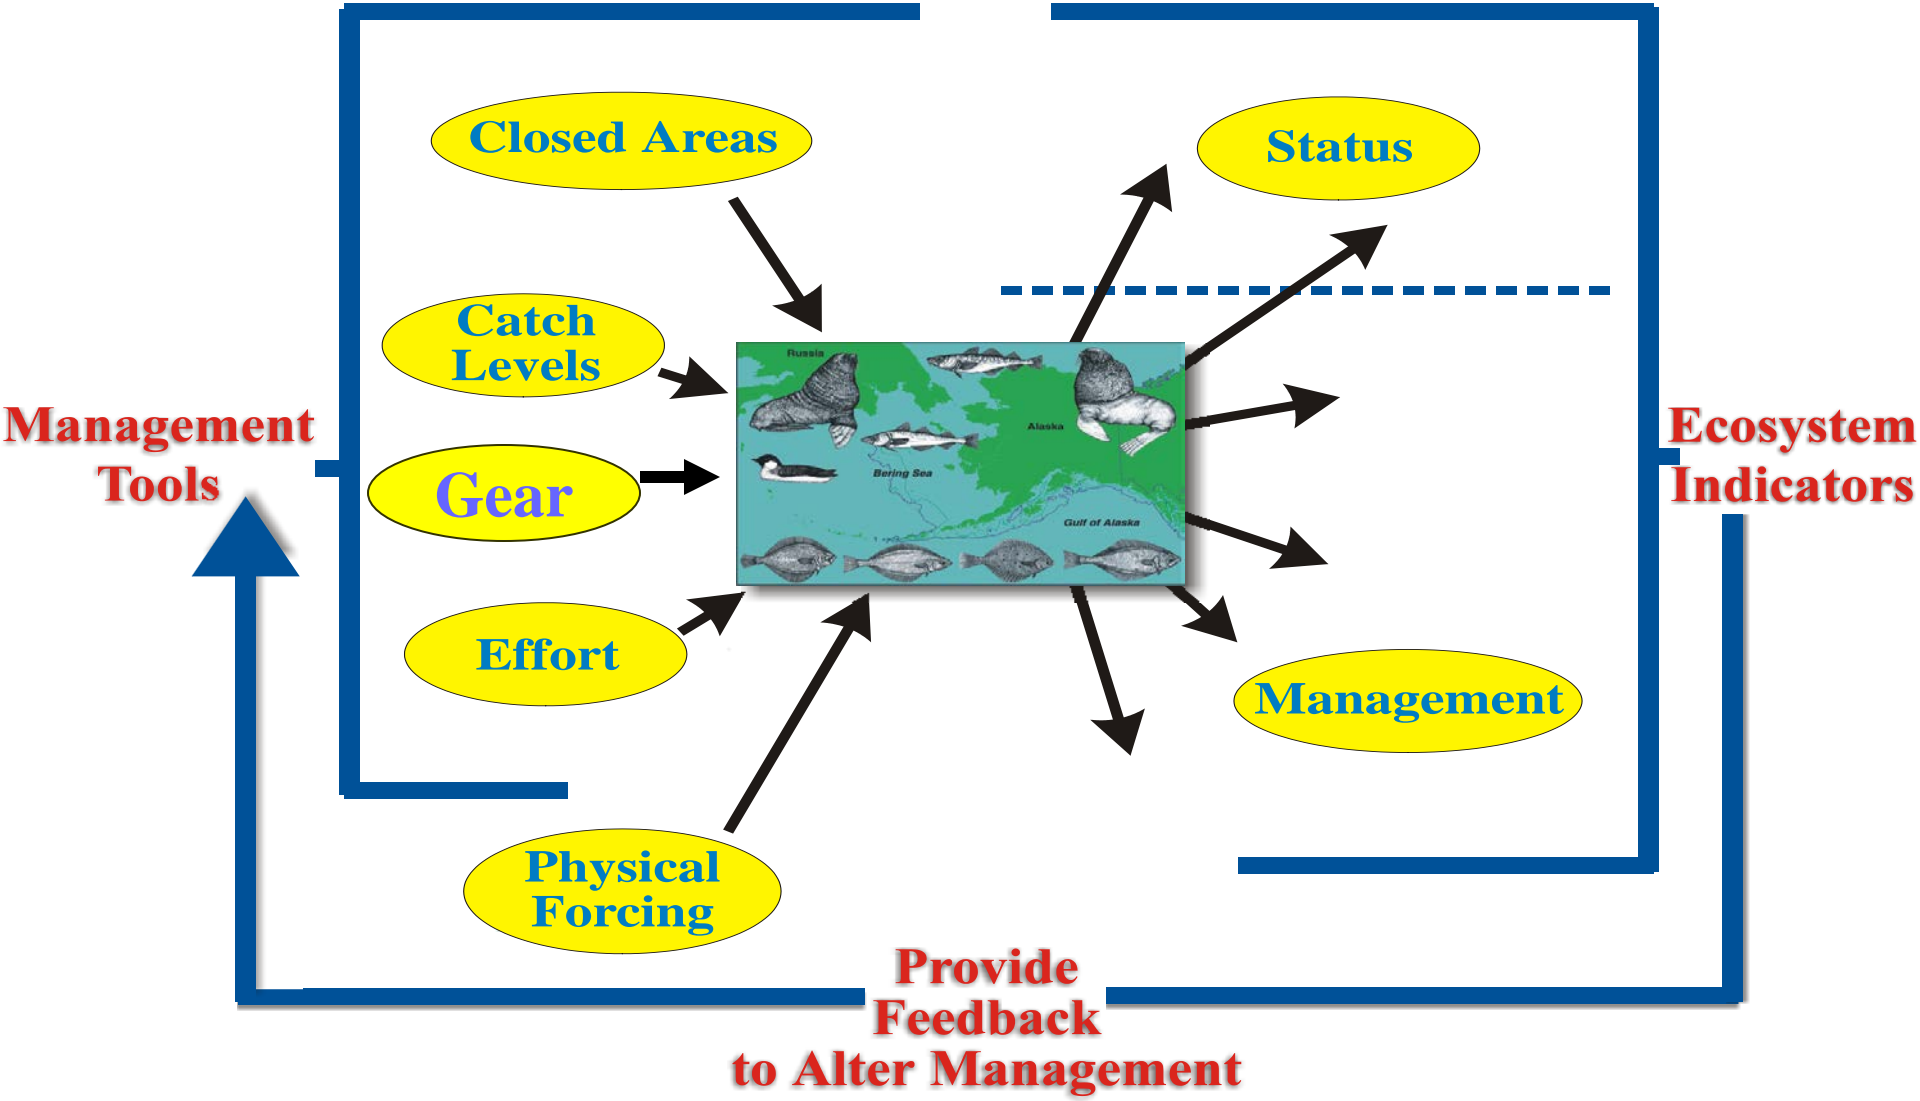 Closed Areas
Status
Catch
Levels
Management
Tools
Gear
Effort
Physical
Forcing
Russia
Alaska
Bering Sea
Gulf of Alaska
Management
Ecosystem
Indicators
Provide
Feedback
to Alter Management